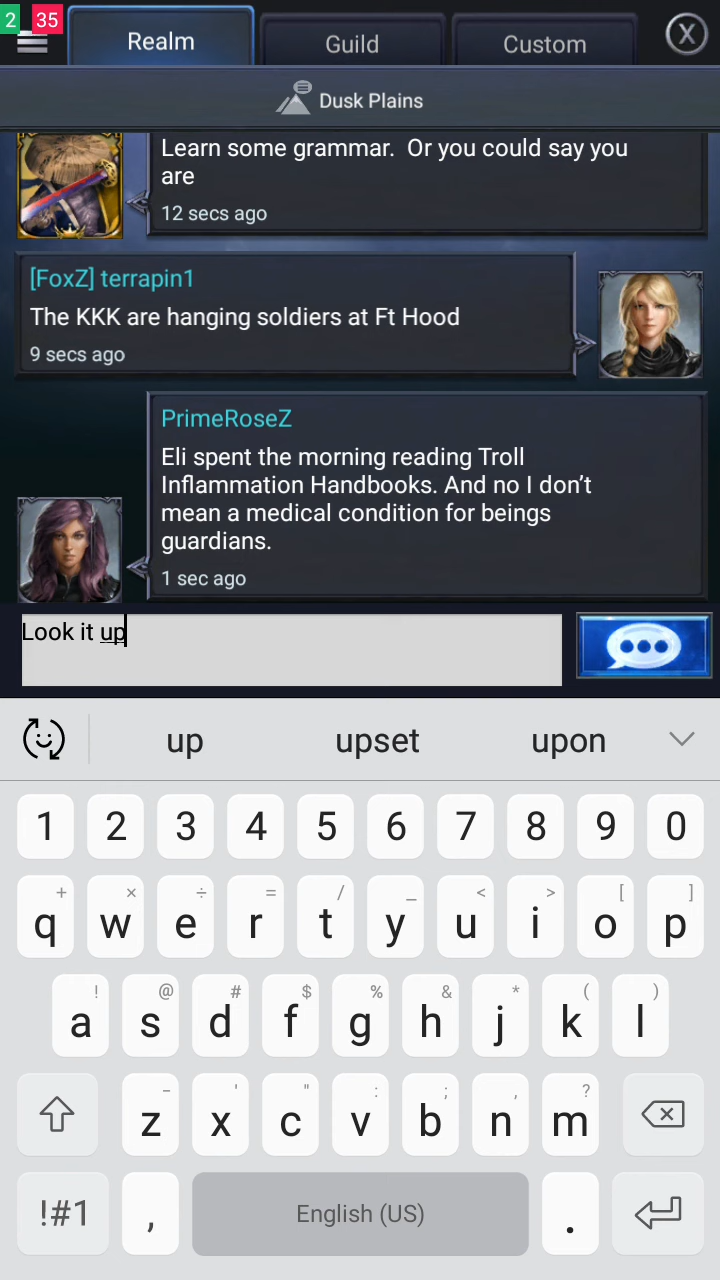 2 35
Realm
Guild
Custom
X
Dusk Plains
Learn some grammar.  Or you could say you
are
12 secs ago
[FoxZ] terrapin1
The KKK are hanging soldiers at Ft Hood
9 secs ago
PrimeRoseZ
Eli spent the morning reading Troll
Inflammation Handbooks. And no I don’t
mean a medical condition for beings
guardians.
1 sec ago
Look it up
up upset upon
1 2 3 4 5 6 7 8 9 0
+ × ÷ = / _ < > [ ]
q w e r t y u i o p
! @ # $ % & * ( )
a s d f g h j k l
- ' " : ; , ?
z x c v b n m
!#1 , English (US) .